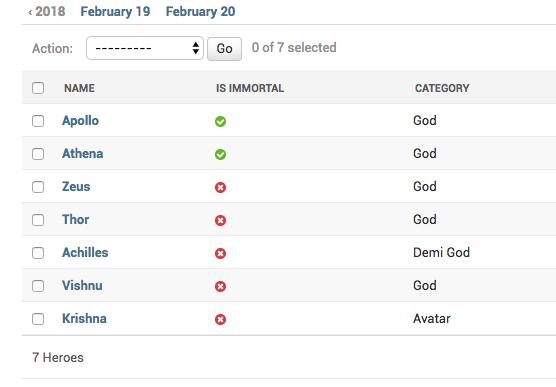 ‹ 2018 February 19 February 20
Action: --------- Go 0 of 7 selected
NAME IS IMMORTAL CATEGORY
Apollo God
Athena God
Zeus God
Thor God
Achilles Demi God
Vishnu God
Krishna Avatar
7 Heroes